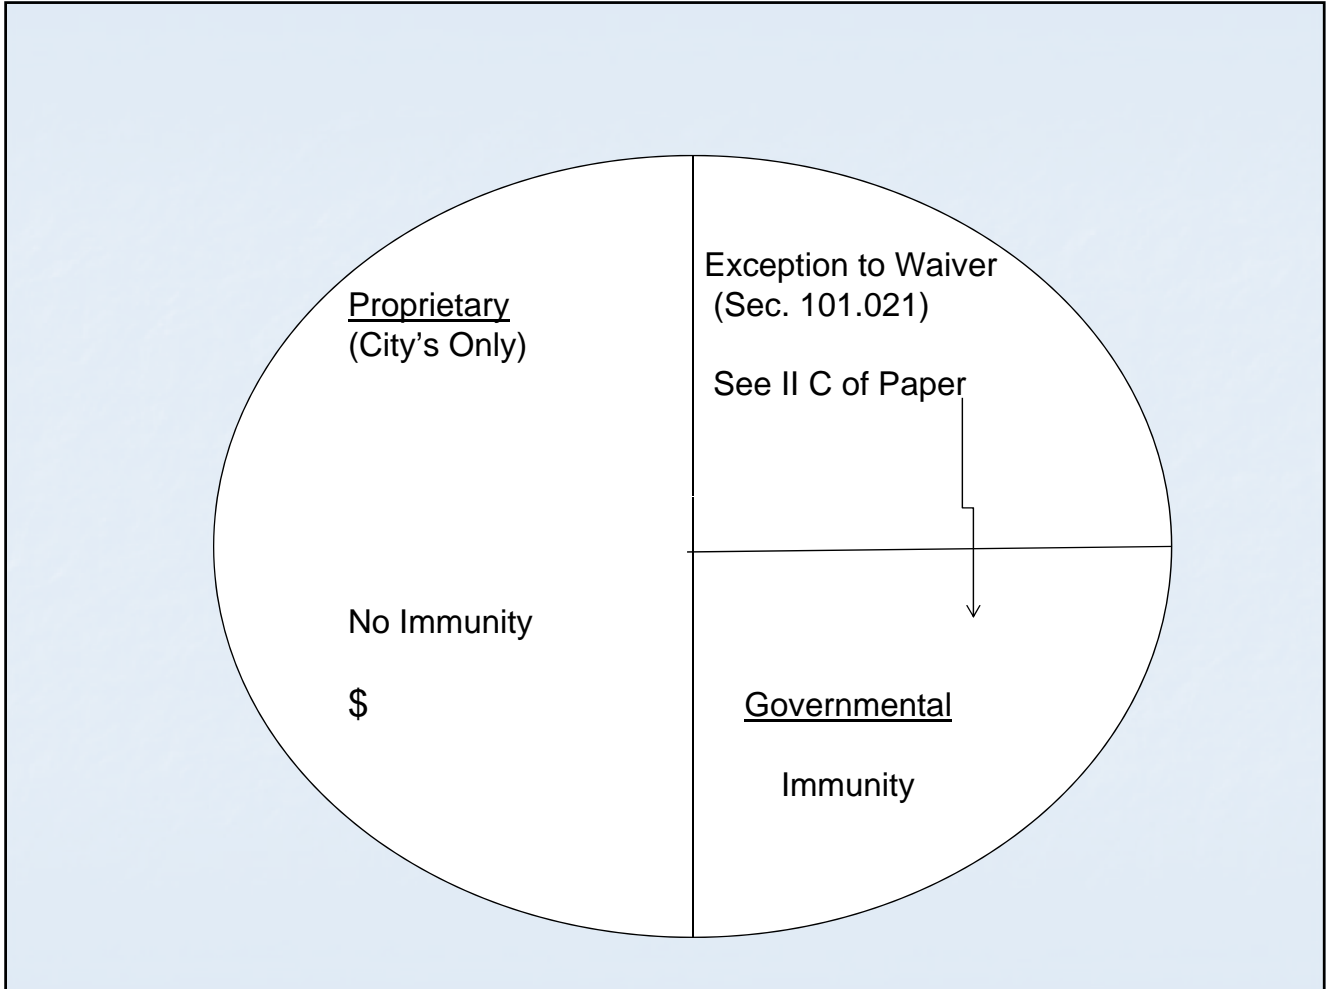 Proprietary
(City’s Only)
No Immunity
$
Exception to Waiver
(Sec. 101.021)
See II C of Paper
Governmental
Immunity